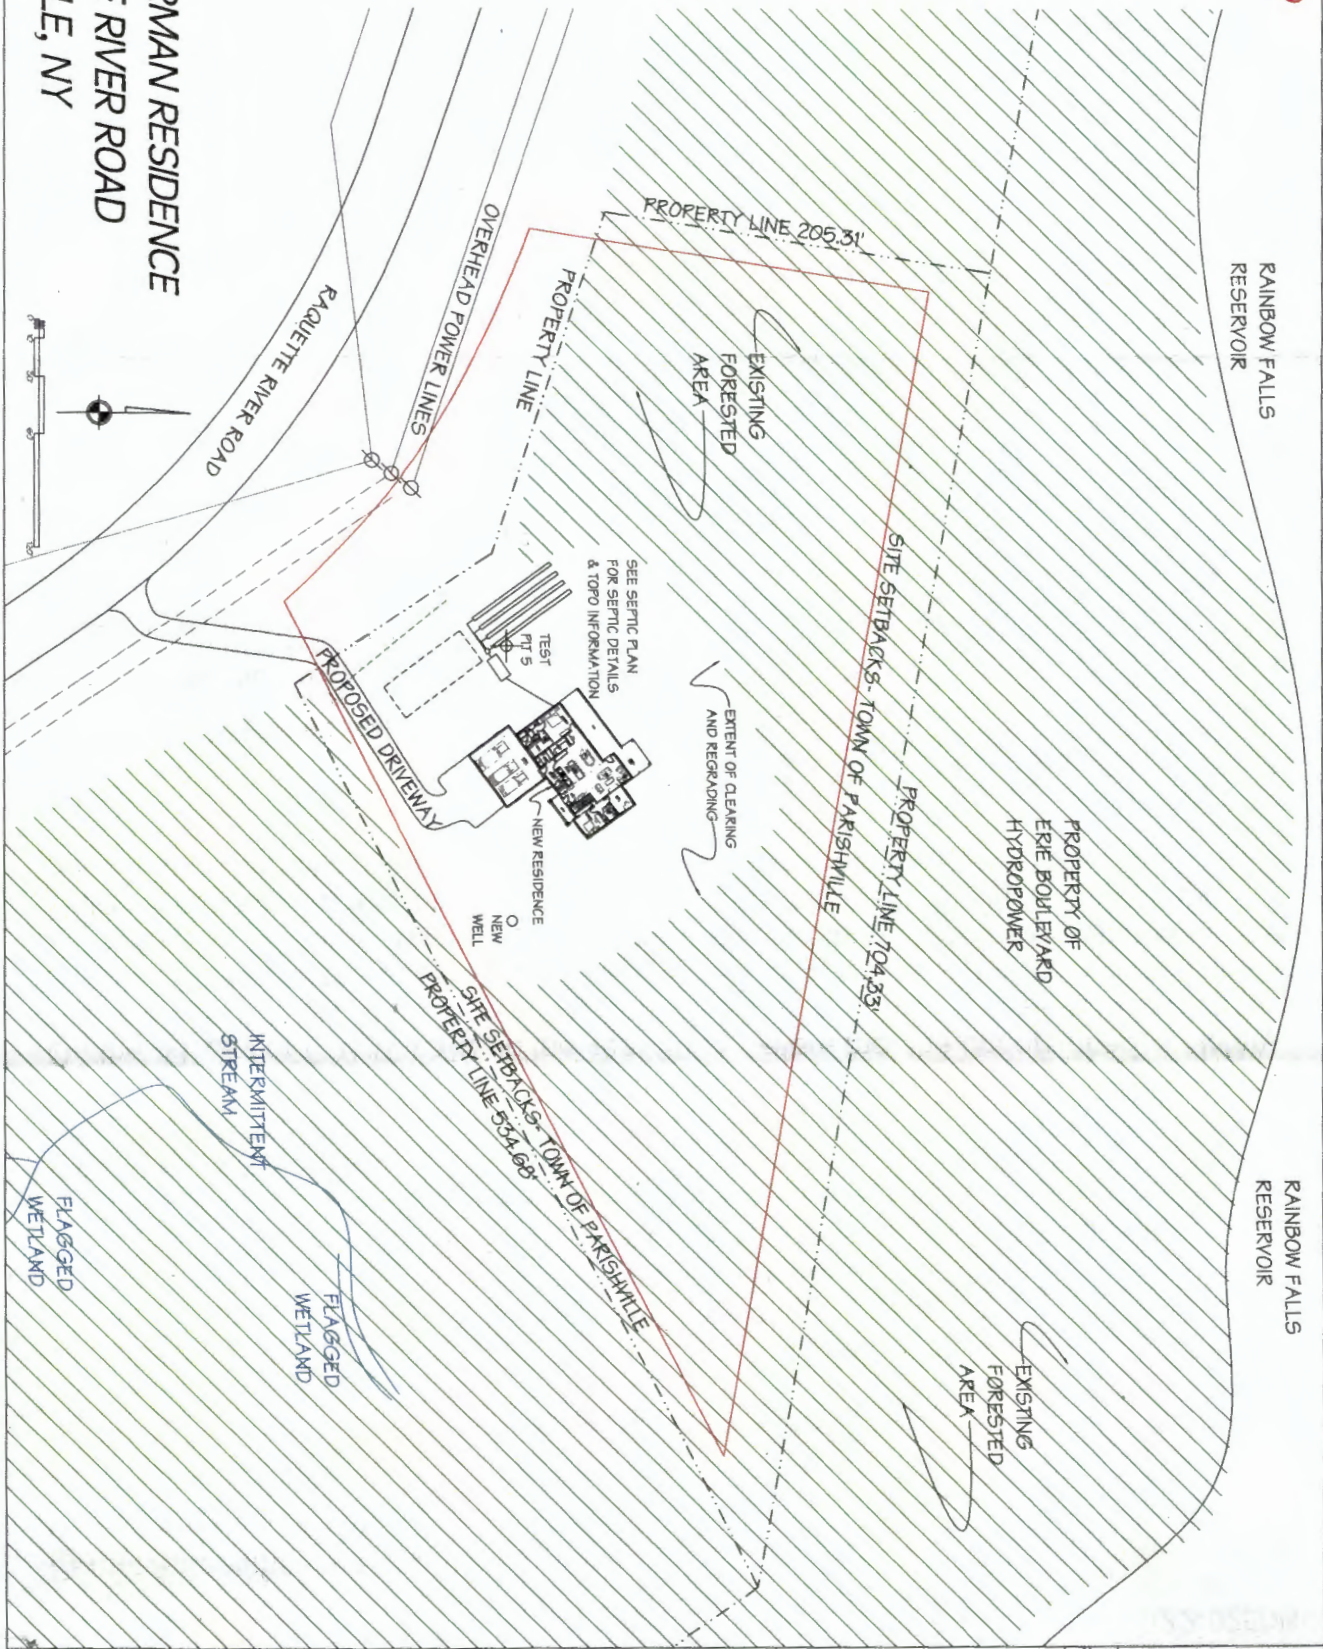 RAINBOW FALLS
RESERVOIR
RAINBOW FALLS
RESERVOIR
PROPERTY OF
ERIE BOULEVARD
HYDROPOWER
EXISTING
FORESTED
AREA
PROPERTY LINE 205.31'
PROPERTY LINE 704.33'
SITE SETBACKS - TOWN OF PARISHVILLE
EXISTING
FORESTED
AREA
EXTENT OF CLEARING
AND REGRADING
SEE SEPTIC PLAN
FOR SEPTIC DETAILS
& TOPO INFORMATION
TEST
PIT 5
PROPERTY LINE
OVERHEAD POWER LINES
NEW RESIDENCE
NEW
WELL
PROPOSED DRIVEWAY
SITE SETBACKS - TOWN OF PARISHVILLE
PROPERTY LINE 534.68'
RAQUETTE RIVER ROAD
INTERMITTENT
STREAM
FLAGGED
WETLAND
FLAGGED
WETLAND
RMAN RESIDENCE
RIVER ROAD
LE, NY